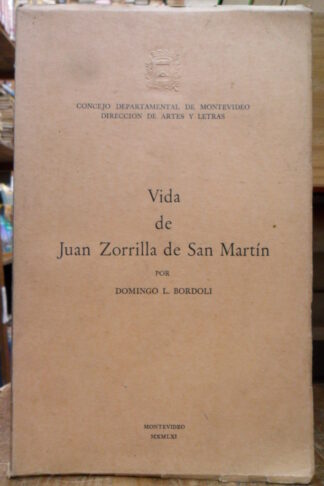 CONCEJO DEPARTAMENTAL DE MONTEVIDEO
DIRECCION DE ARTES Y LETRAS
Vida
de
Juan Zorrilla de San Martín
POR
DOMINGO L. BORDOLI
MONTEVIDEO
MXMLXI